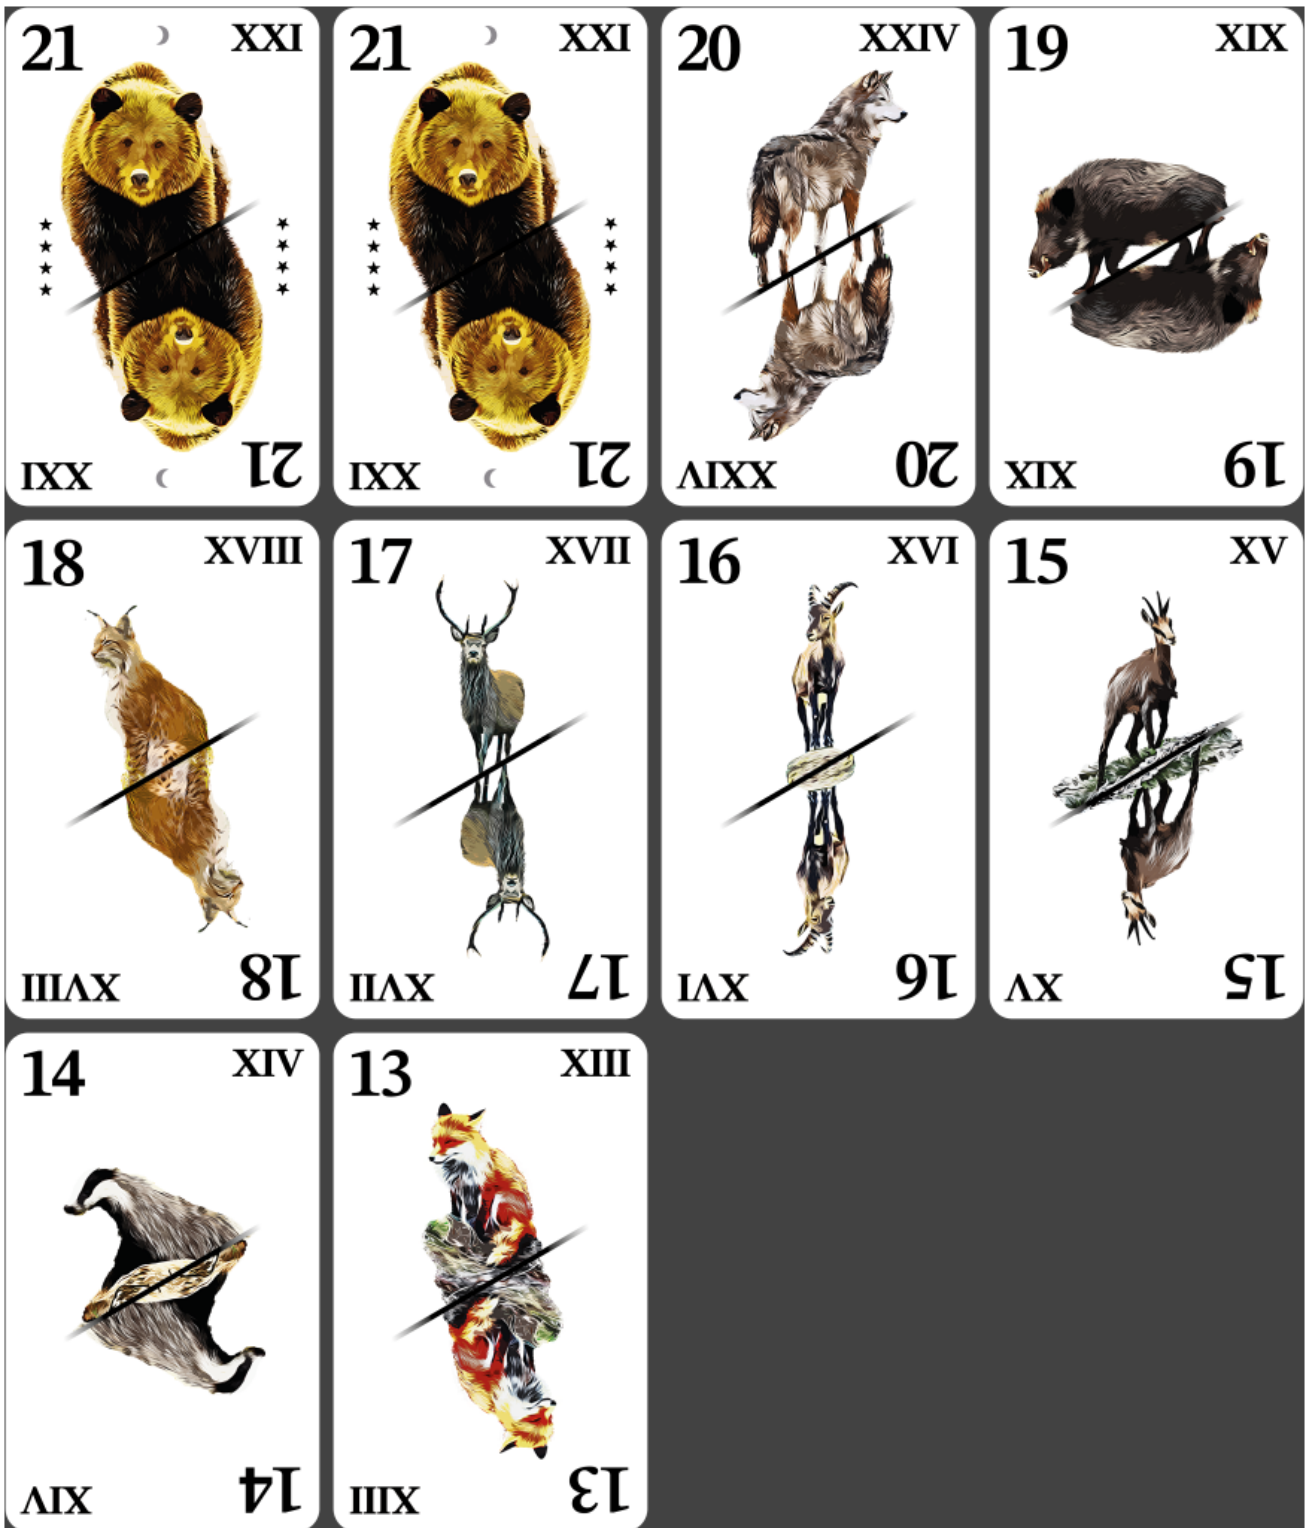 21 XXI
XXI 21
21 XXI
XXI 21
20 XXIV
XXIV 20
19 XIX
XIX 19
18 XVIII
XVIII 18
17 XVII
XVII 17
16 XVI
XVI 16
15 XV
XV 15
14 XIV
XIV 14
13 XIII
XIII 13